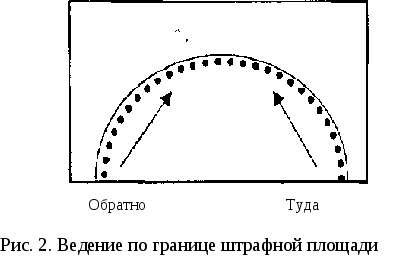 Обратно Туда
Рис. 2. Ведение по границе штрафной площади